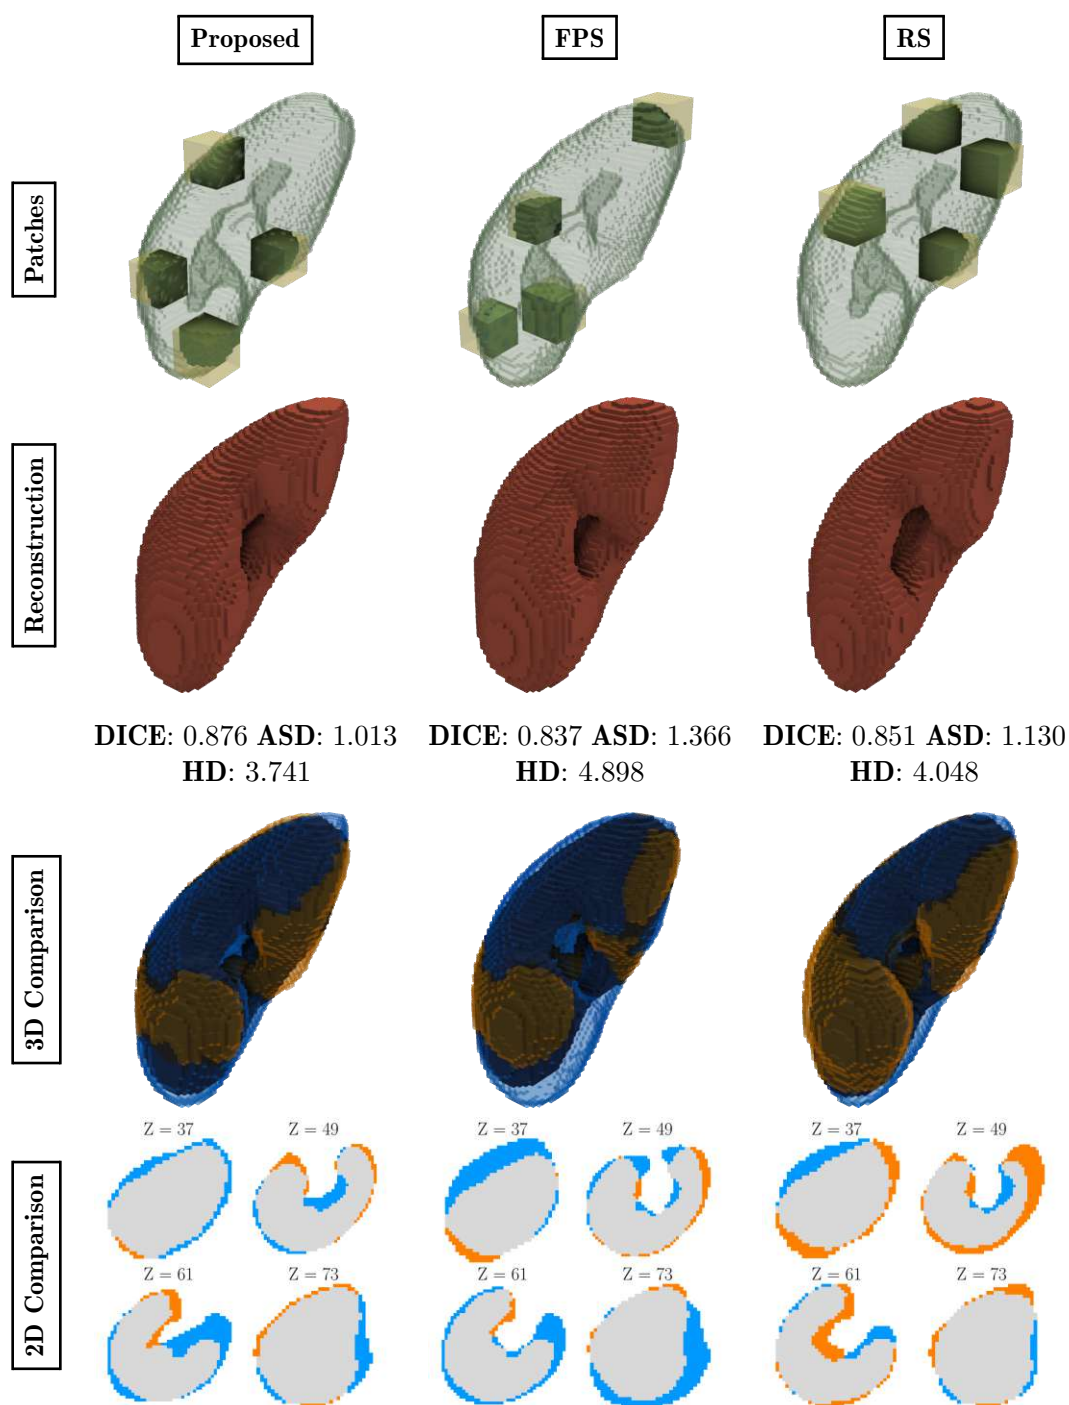 Proposed FPS RS
Patches
Reconstruction
DICE: 0.876 ASD: 1.013 DICE: 0.837 ASD: 1.366 DICE: 0.851 ASD: 1.130
HD: 3.741 HD: 4.898 HD: 4.048
3D Comparison
Z = 37 Z = 49 Z = 37 Z = 49 Z = 37 Z = 49
2D Comparison
Z = 61 Z = 73 Z = 61 Z = 73 Z = 61 Z = 73